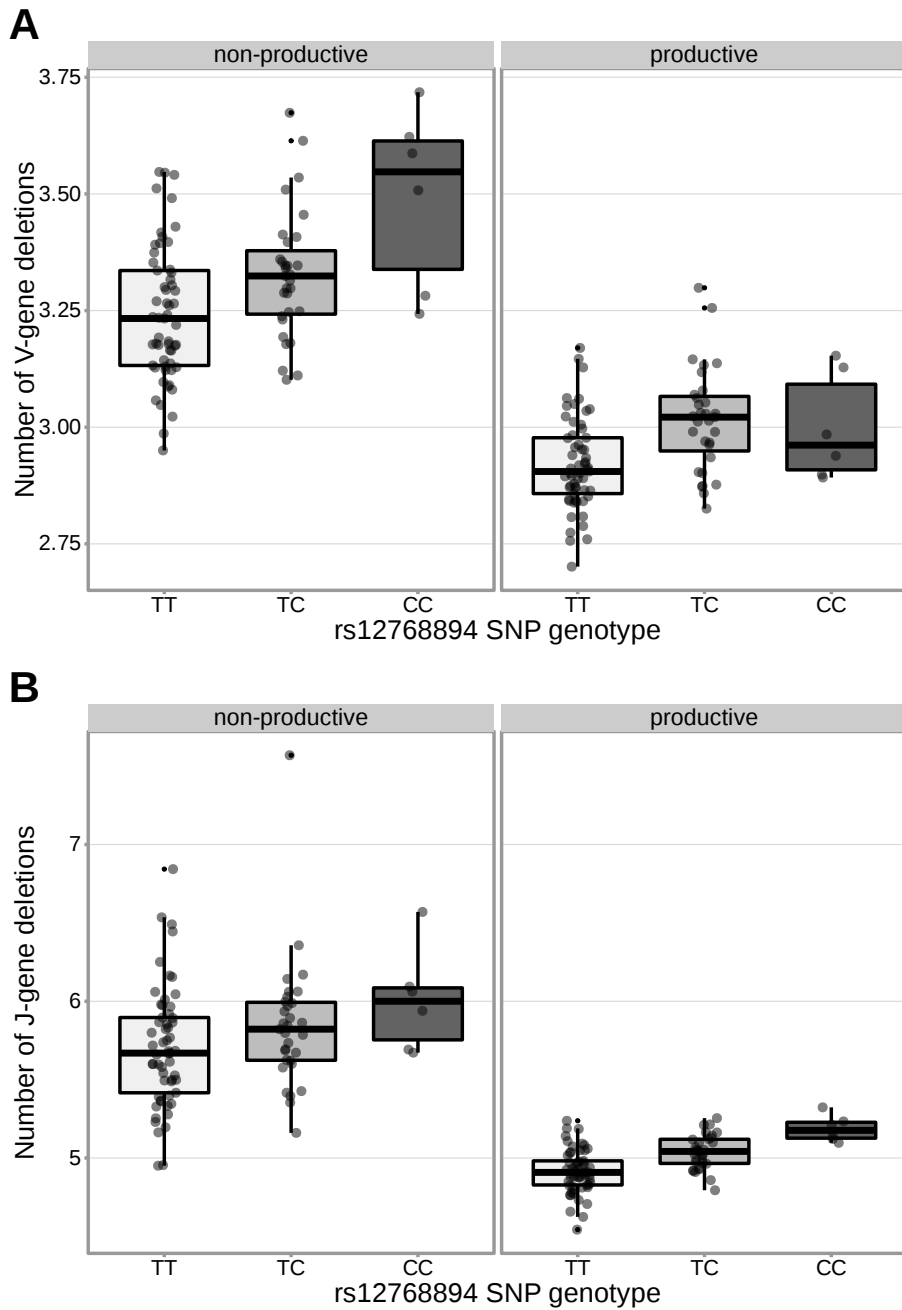 A
non-productive
productive
Number of V-gene deletions
3.75
3.50
3.25
3.00
2.75
TT
TC
CC
TT
TC
CC
rs12768894 SNP genotype
B
non-productive
productive
Number of J-gene deletions
7
6
5
TT
TC
CC
TT
TC
CC
rs12768894 SNP genotype